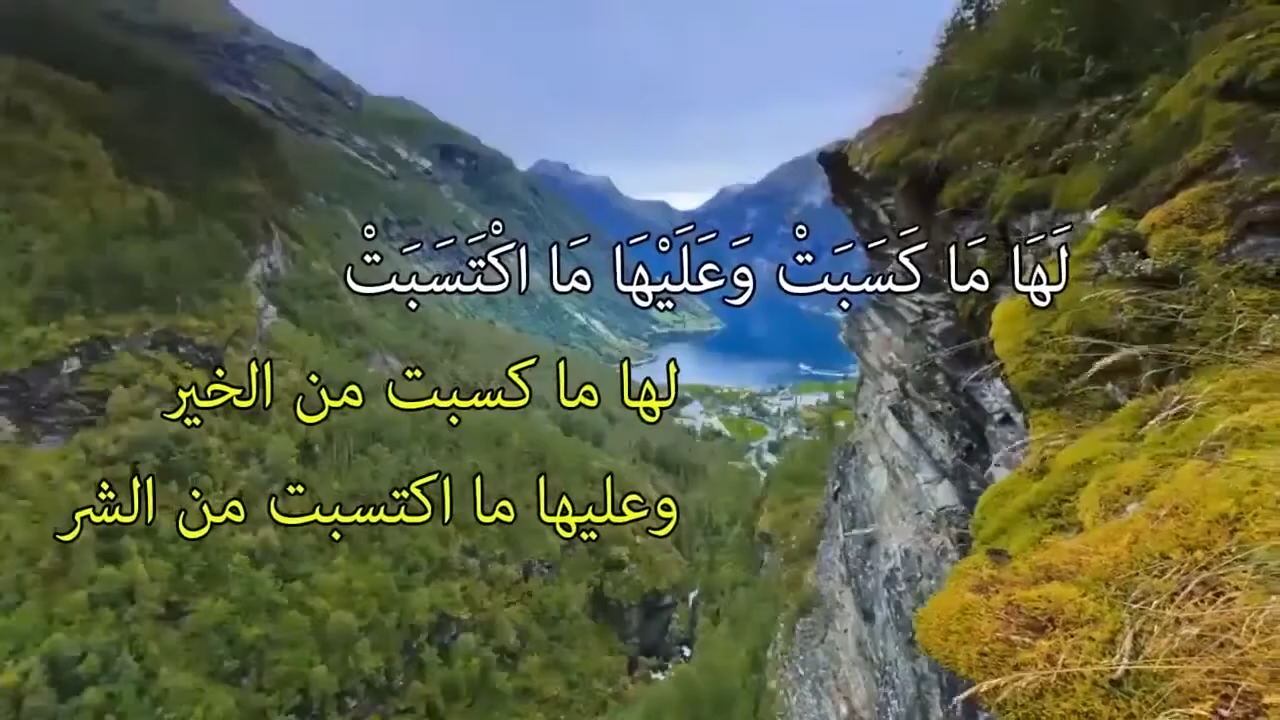 لَهَا مَا كَسَبَتْ وَعَلَيْهَا مَا اكْتَسَبَتْ
لها ما كسبت من الخير
وعليها ما اكتسبت من الشر